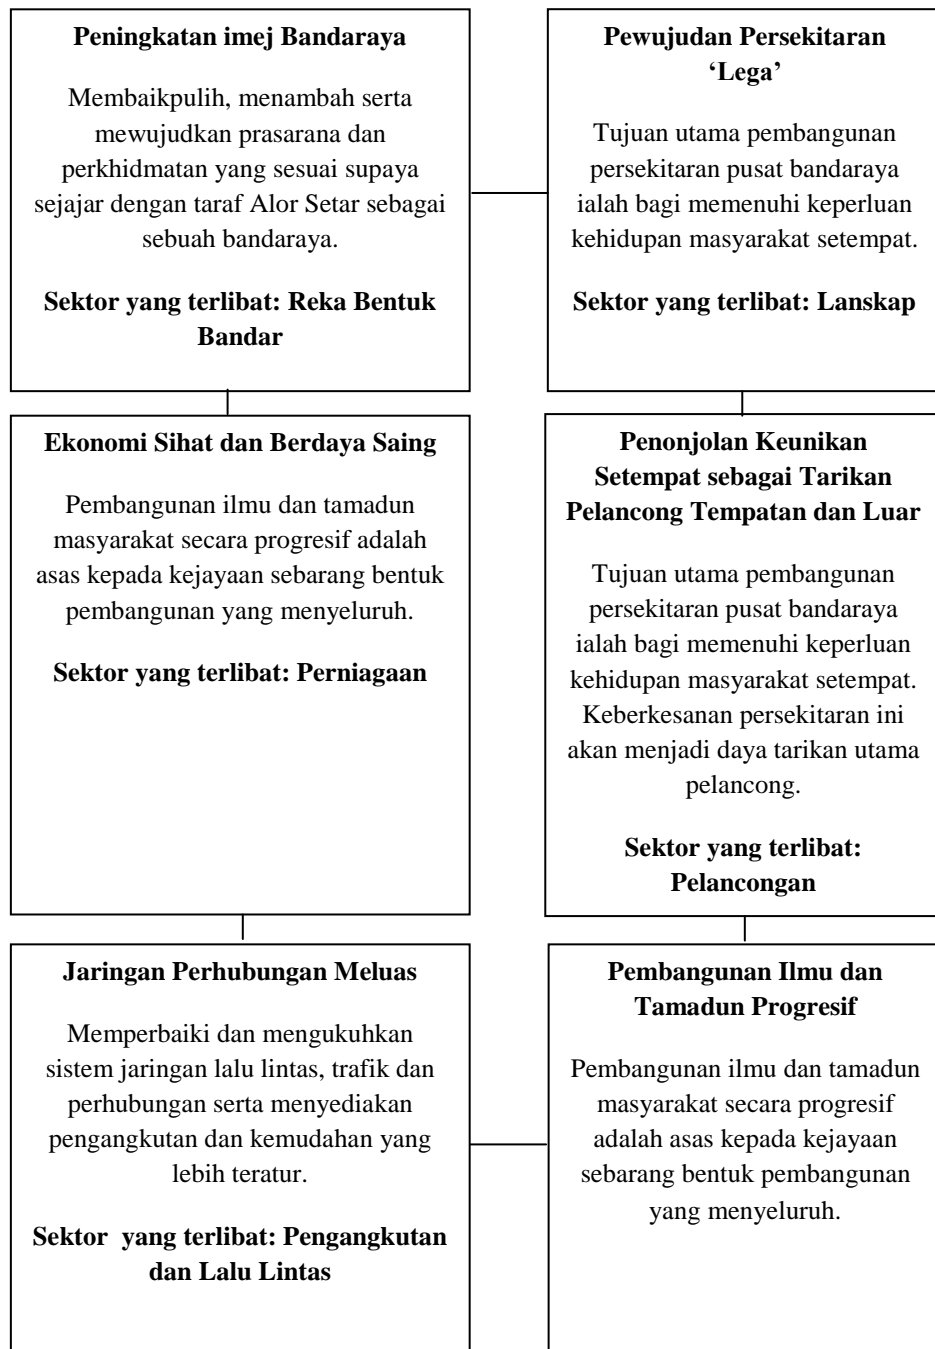 Peningkatan imej Bandaraya
Membaikpulih, menambah serta
mewujudkan prasarana dan
perkhidmatan yang sesuai supaya
sejajar dengan taraf Alor Setar sebagai
sebuah bandaraya.
Sektor yang terlibat: Reka Bentuk
Bandar
Pewujudan Persekitaran
‘Lega’
Tujuan utama pembangunan
persekitaran pusat bandaraya
ialah bagi memenuhi keperluan
kehidupan masyarakat setempat.
Sektor yang terlibat: Lanskap
Ekonomi Sihat dan Berdaya Saing
Pembangunan ilmu dan tamadun
masyarakat secara progresif adalah
asas kepada kejayaan sebarang bentuk
pembangunan yang menyeluruh.
Sektor yang terlibat: Perniagaan
Penonjolan Keunikan
Setempat sebagai Tarikan
Pelancong Tempatan dan Luar
Tujuan utama pembangunan
persekitaran pusat bandaraya
ialah bagi memenuhi keperluan
kehidupan masyarakat setempat.
Keberkesanan persekitaran ini
akan menjadi daya tarikan utama
pelancong.
Sektor yang terlibat:
Pelancongan
Jaringan Perhubungan Meluas
Memperbaiki dan mengukuhkan
sistem jaringan lalu lintas, trafik dan
perhubungan serta menyediakan
pengangkutan dan kemudahan yang
lebih teratur.
Sektor  yang terlibat: Pengangkutan
dan Lalu Lintas
Pembangunan Ilmu dan
Tamadun Progresif
Pembangunan ilmu dan tamadun
masyarakat secara progresif
adalah asas kepada kejayaan
sebarang bentuk pembangunan
yang menyeluruh.